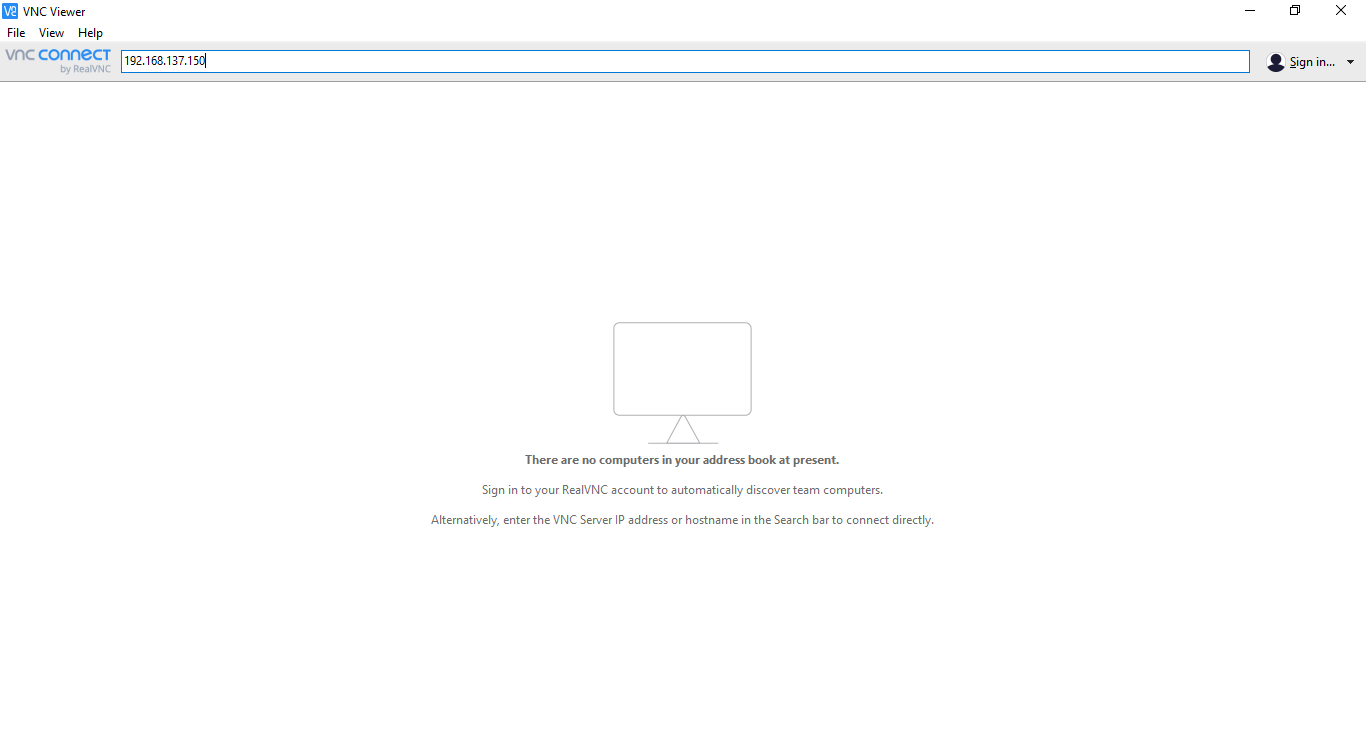 V2 VNC Viewer
File View Help
vnc connect
by RealVNC
192.168.137.150
Sign in...
There are no computers in your address book at present.
Sign in to your RealVNC account to automatically discover team computers.
Alternatively, enter the VNC Server IP address or hostname in the Search bar to connect directly.